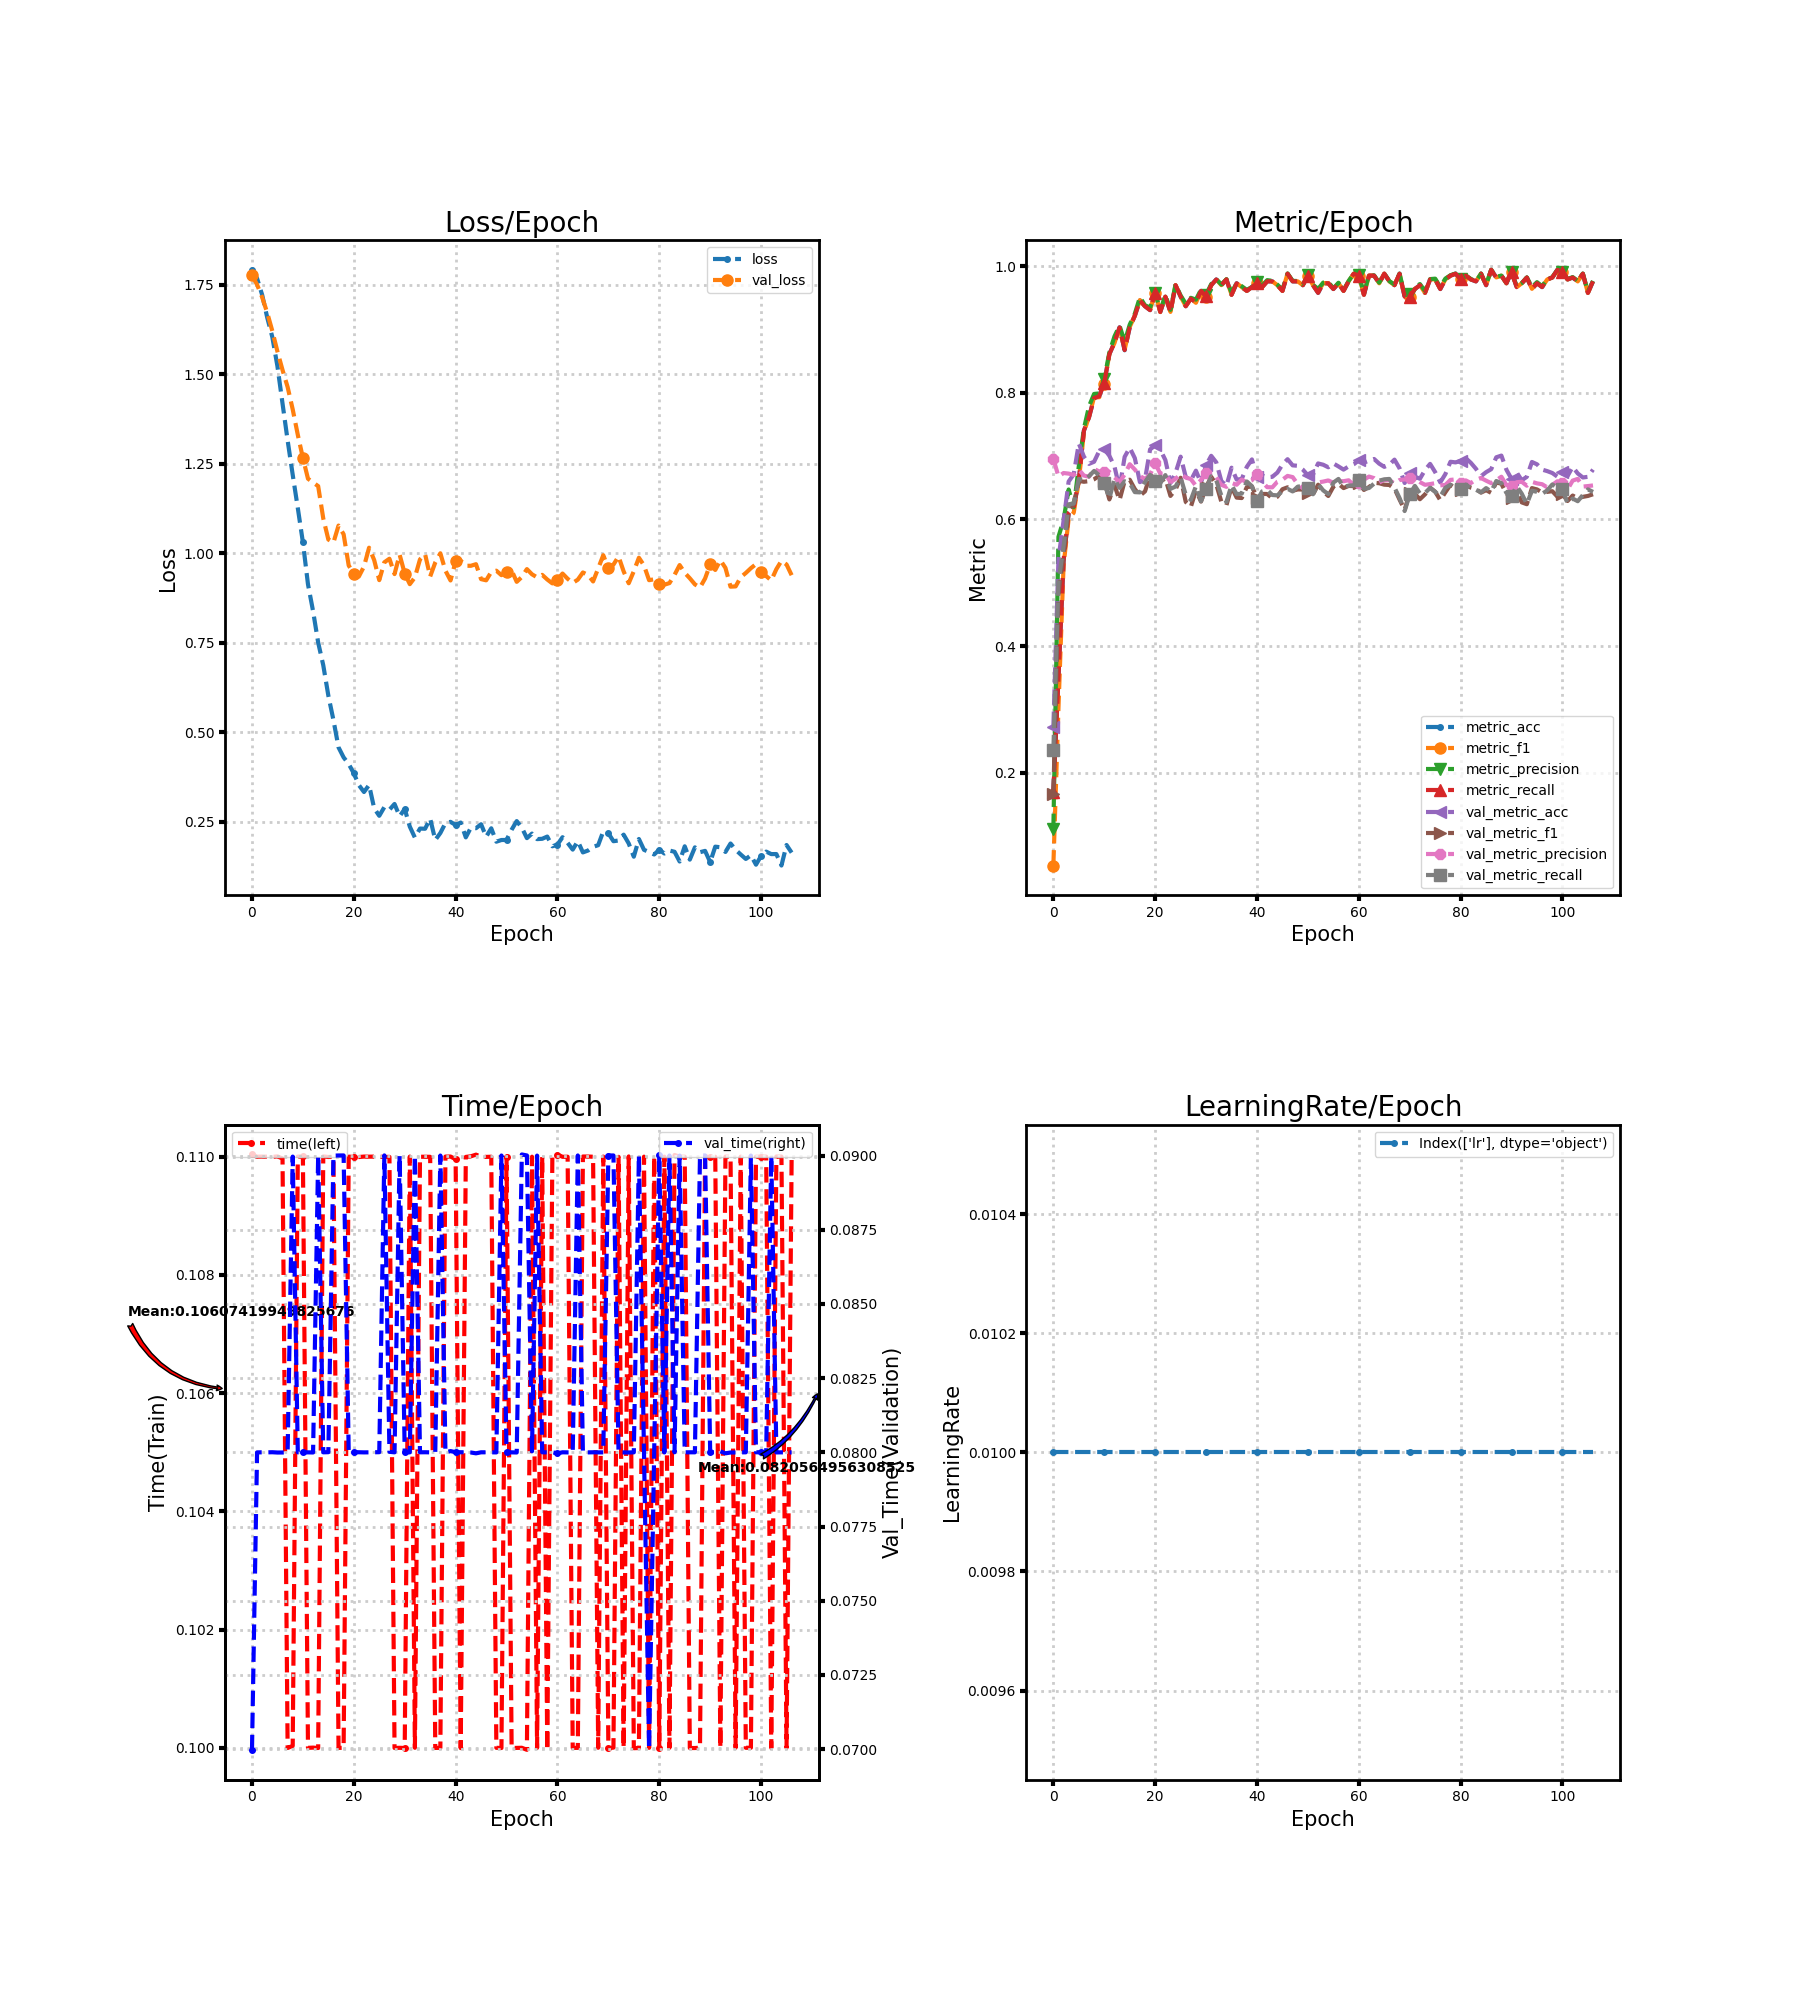 Loss/Epoch
loss
val_loss
1.75
1.50
1.25
1.00
0.75
0.50
0.25
Loss
0
20
40
60
80
100
Epoch
Metric/Epoch
1.0
0.8
0.6
0.4
0.2
Metric
metric_acc
metric_f1
metric_precision
metric_recall
val_metric_acc
val_metric_f1
val_metric_precision
val_metric_recall
0
20
40
60
80
100
Epoch
Time/Epoch
time(left)
val_time(right)
0.110
0.108
0.106
0.104
0.102
0.100
Time(Train)
0.0900
0.0875
0.0850
0.0825
0.0800
0.0775
0.0750
0.0725
0.0700
Val_Time(Validation)
Mean:0.0820564956308525
0
20
40
60
80
100
Epoch
LearningRate/Epoch
Index(['lr'], dtype='object')
0.0104
0.0102
0.0100
0.0098
0.0096
LearningRate
0
20
40
60
80
100
Epoch